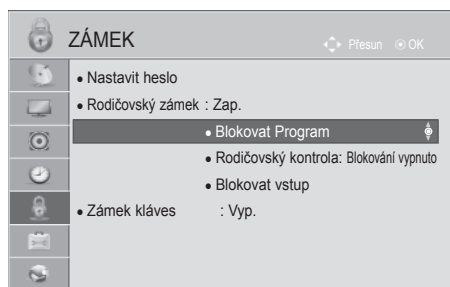 ZÁMEK
Přesun ⊙ OK
• Nastavit heslo
• Rodičovský zámek : Zap.
• Blokovat Program
• Rodičovský kontrola: Blokování vypnuto
• Blokovat vstup
• Zámek kláves : Vyp.